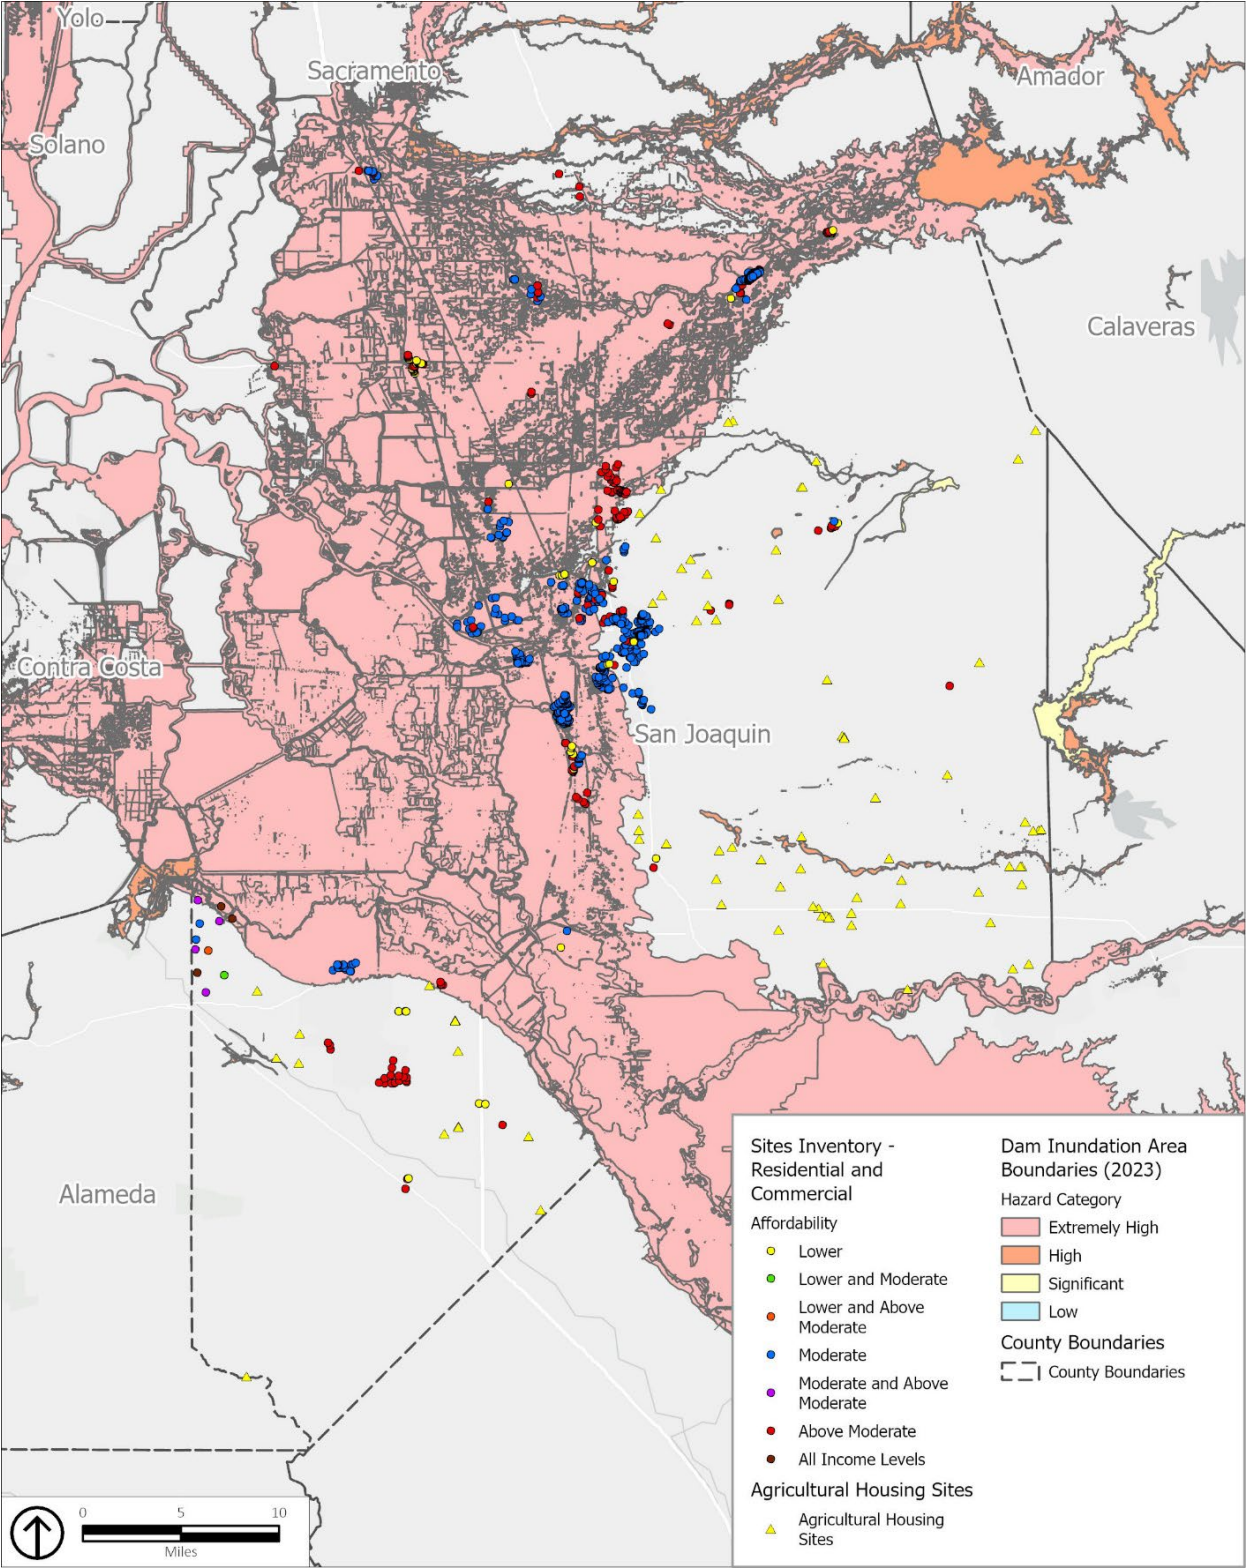 Yolo
Sacramento
Amador
Solano
Calaveras
Contra Costa
San Joaquin
Alameda
Sites Inventory -
Residential and
Commercial
Affordability
Lower
Lower and Moderate
Lower and Above
Moderate
Moderate
Moderate and Above
Moderate
Above Moderate
All Income Levels
Agricultural Housing Sites
Agricultural Housing
Sites
Dam Inundation Area
Boundaries (2023)
Hazard Category
Extremely High
High
Significant
Low
County Boundaries
County Boundaries
0 5 10
Miles